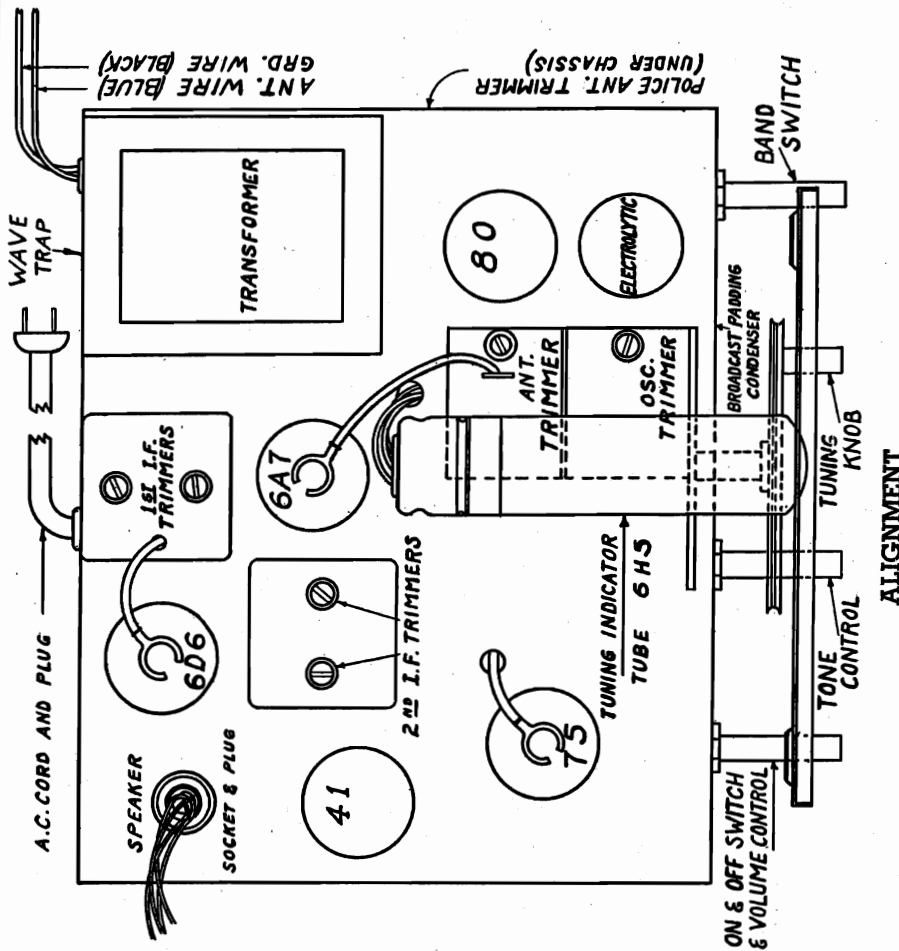 A.C. CORD AND PLUG
WAVE
TRAP
ANT. WIRE (BLUE)
GRD. WIRE (BLACK)
SPEAKER
SOCKET & PLUG
6D6
1ST I.F.
TRIMMERS
TRANSFORMER
POLICE ANT. TRIMMER
(UNDER CHASSIS)
41
2ND I.F. TRIMMERS
6A7
80
75
TUNING INDICATOR
TUBE 6H5
ANT.
TRIMMER
OSC.
TRIMMER
ELECTROLYTIC
BROADCAST PADDING
CONDENSER
ON & OFF SWITCH
& VOLUME CONTROL
TONE
CONTROL
TUNING
KNOB
BAND
SWITCH
ALIGNMENT